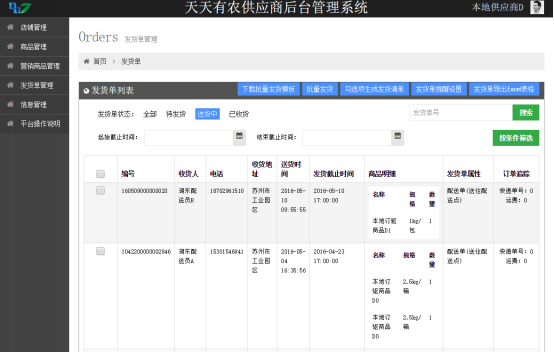 天天有农供应商后台管理系统
本地供应商D
店铺管理
商品管理
营销商品管理
发货单管理
信息管理
平台操作说明
Orders 发货单管理
首页 > 发货单
发货单列表
下载批量发货模板 批量发货 勾选项生成发货清单 发货单提醒设置 发货单导出Excel表格
发货单状态： 全部 待发货 送货中 已收货
发货单号 搜索
起始截止时间： 结束截止时间： 按条件筛选
编号 收货人 电话 收货地址 送货时间 发货截止时间 商品明细 发货单属性 订单追踪
160509000000020 浦东配送员B 18702961510 苏州市工业园区 2016-05-10 09:55:55 2016-05-10 17:00:00
名称 规格 数量
本地订驱商品D1 1kg/包 1
配送单(送往配送点) 快递单号：0 运费：0
1042200000002846 浦东配送员A 15301546841 苏州市工业园区 2016-05-04 16:35:56 2016-04-23 17:00:00
名称 规格 数量
本地订驱商品D0 2.5kg/箱 1
本地订驱商品D0 2.5kg/箱 1
配送单(送往配送点) 快递单号：0 运费：0